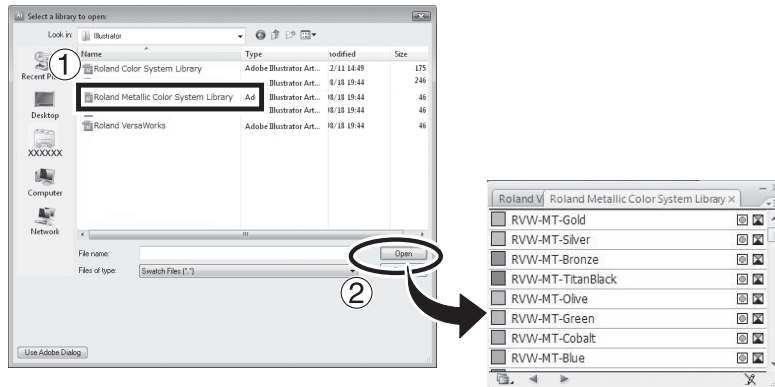 Select a library to open:
Look in:
Illustrator
1
Name
Type
odified
Size
Recent P
Roland Color System Library
Adobe Illustrator Art...
2/11 14:49
175
Illustrator Art...
8/18 19:44
246
Roland Metallic Color System Library
Ad
Illustrator Art...
8/18 19:44
46
Illustrator Art...
8/18 19:44
46
Desktop
Roland VersaWorks
Adobe Illustrator Art...
8/18 19:44
46
XXXXXX
Computer
Network
File name:
Open
Files of type:
Swatch Files (*.*)
2
Use Adobe Dialog
Roland V
Roland Metallic Color System Library
RVW-MT-Gold
RVW-MT-Silver
RVW-MT-Bronze
RVW-MT-TitanBlack
RVW-MT-Olive
RVW-MT-Green
RVW-MT-Cobalt
RVW-MT-Blue